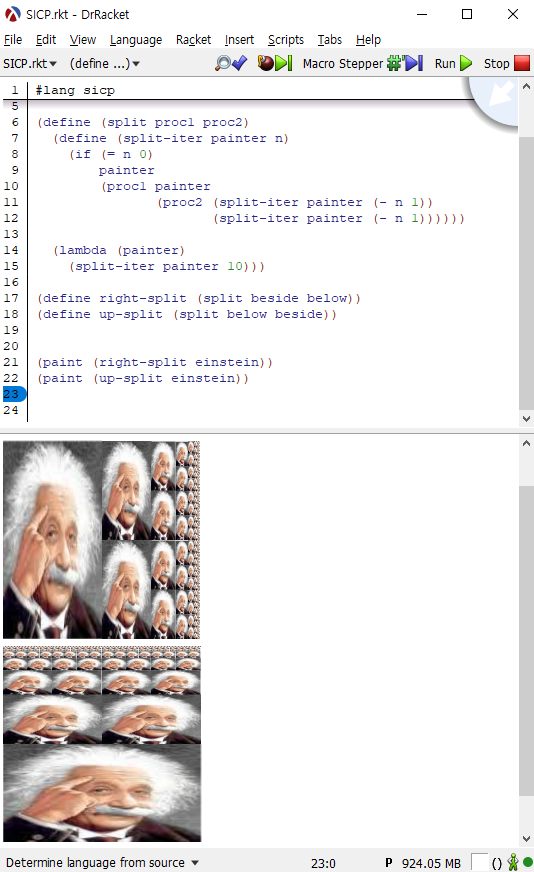 SICP.rkt - DrRacket
File Edit View Language Racket Insert Scripts Tabs Help
SICP.rkt (define ...) Macro Stepper Run Stop
1 #lang sicp
5
6 (define (split proc1 proc2)
7 (define (split-iter painter n)
8 (if (= n 0)
9 painter
10 (proc1 painter
11 (proc2 (split-iter painter (- n 1))
12 (split-iter painter (- n 1))))))
13
14 (lambda (painter)
15 (split-iter painter 10)))
16
17 (define right-split (split beside below))
18 (define up-split (split below beside))
19
20
21 (paint (right-split einstein))
22 (paint (up-split einstein))
23
24
Determine language from source 23:0 P 924.05 MB ()